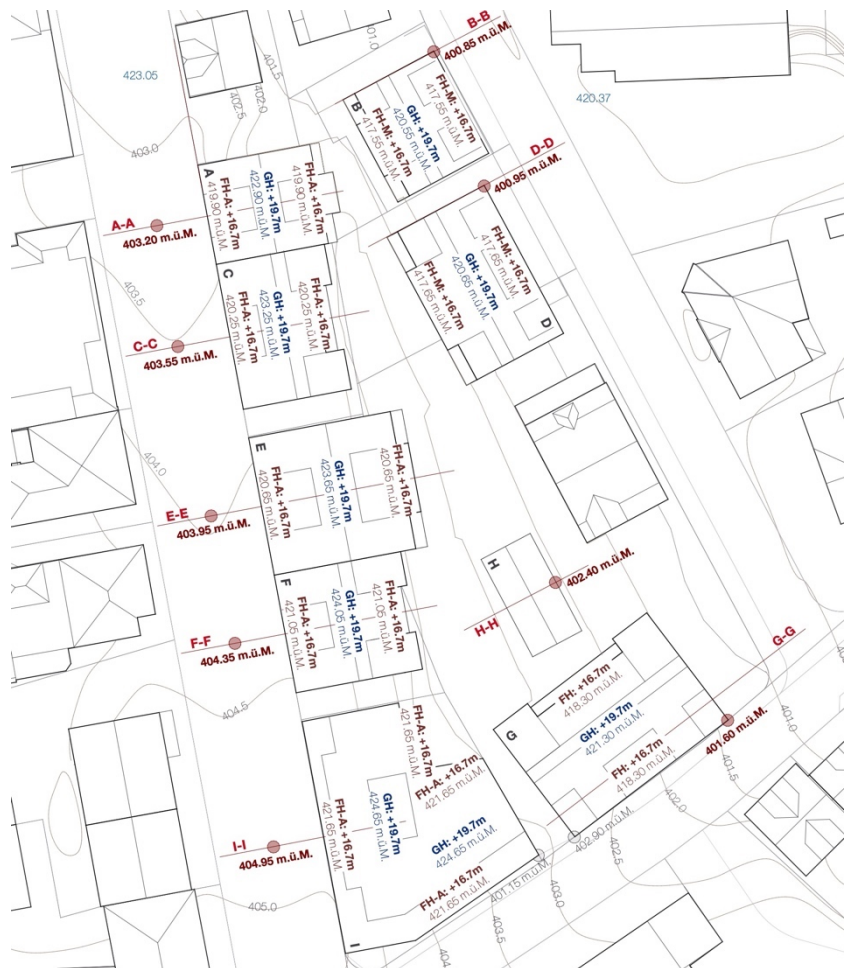 B-B
400.85 m.ü.M.
401.0
401.5
402.0
402.5
423.05
420.37
403.0
B
FH-M: +16.7m
417.55 m.ü.M.
GH: +19.7m
420.55 m.ü.M.
FH-M: +16.7m
417.55 m.ü.M.
D-D
400.95 m.ü.M.
A
FH-A: +16.7m
419.90 m.ü.M.
GH: +19.7m
422.90 m.ü.M.
FH-A: +16.7m
419.90 m.ü.M.
A-A
403.20 m.ü.M.
FH-M: +16.7m
417.65 m.ü.M.
GH: +19.7m
420.65 m.ü.M.
FH-M: +16.7m
417.65 m.ü.M.
D
403.5
C
FH-A: +16.7m
420.25 m.ü.M.
GH: +19.7m
423.25 m.ü.M.
FH-A: +16.7m
420.25 m.ü.M.
C-C
403.55 m.ü.M.
404.0
E
FH-A: +16.7m
420.65 m.ü.M.
GH: +19.7m
423.65 m.ü.M.
FH-A: +16.7m
420.65 m.ü.M.
E-E
403.95 m.ü.M.
H
402.40 m.ü.M.
H-H
F
FH-A: +16.7m
421.05 m.ü.M.
GH: +19.7m
424.05 m.ü.M.
FH-A: +16.7m
421.05 m.ü.M.
F-F
404.35 m.ü.M.
G-G
401.60 m.ü.M.
401.0
401.5
G
FH: +16.7m
418.30 m.ü.M.
GH: +19.7m
421.30 m.ü.M.
FH: +16.7m
418.30 m.ü.M.
404.5
FH-A: +16.7m
421.65 m.ü.M.
FH-A: +16.7m
421.65 m.ü.M.
FH-A: +16.7m
421.65 m.ü.M.
GH: +19.7m
424.65 m.ü.M.
GH: +19.7m
424.65 m.ü.M.
FH-A: +16.7m
421.65 m.ü.M.
I-I
404.95 m.ü.M.
I
402.0
402.90 m.ü.M.
402.5
401.15 m.ü.M.
403.0
403.5
404
405.0